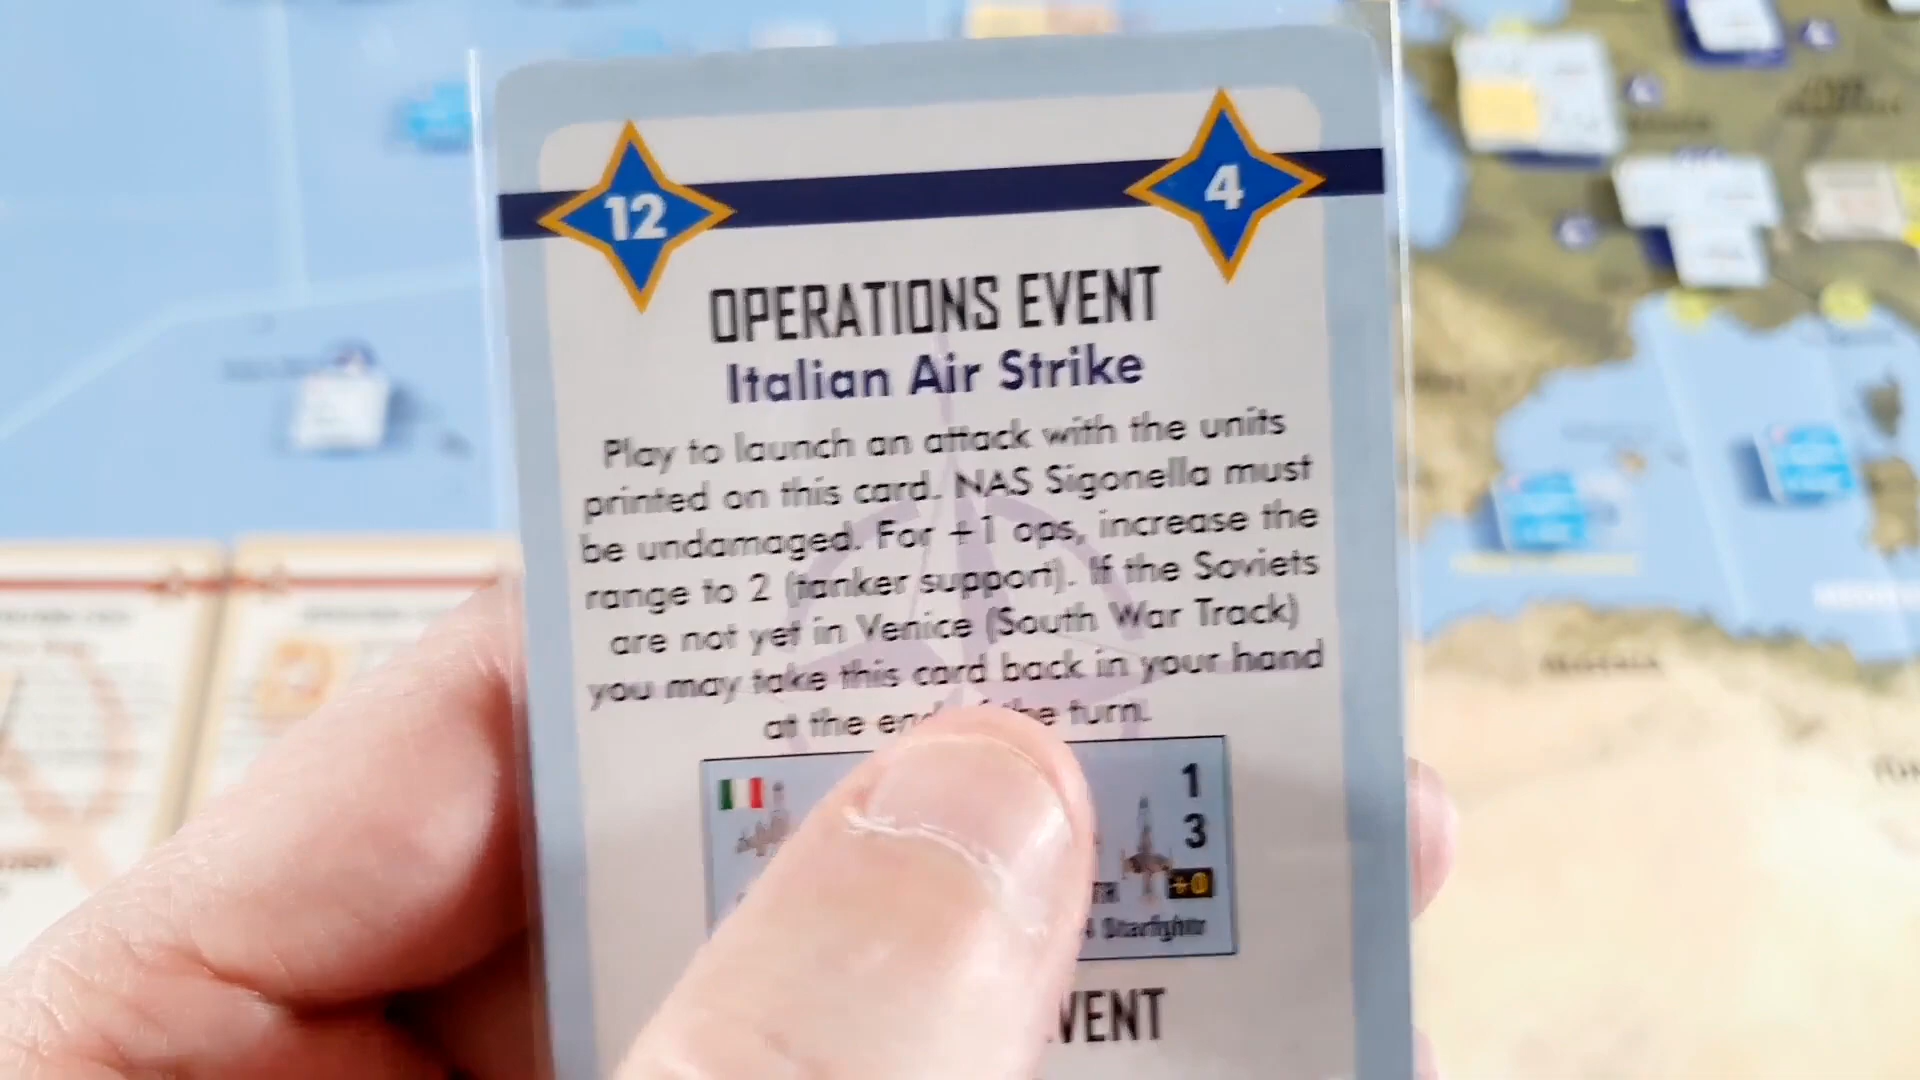 12 4
OPERATIONS EVENT
Italian Air Strike
Play to launch an attack with the units
printed on this card. NAS Sigonella must
be undamaged. For +1 ops, increase the
range to 2 (tanker support). If the Soviets
are not yet in Venice (South War Track)
you may take this card back in your hand
at the the turn.
1
3
Starfighter